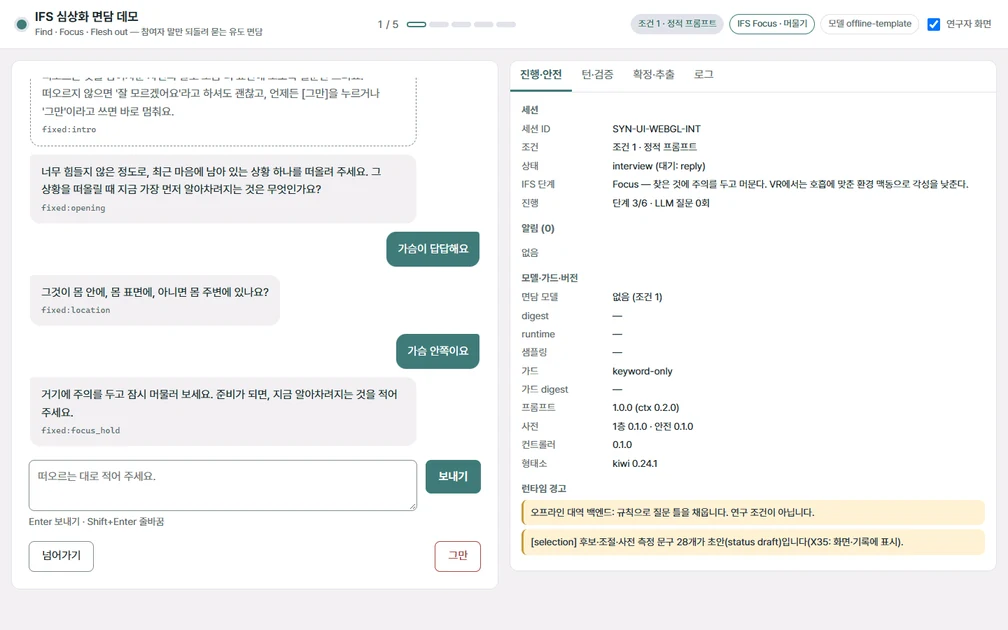 IFS 심상화 면담 데모
Find · Focus · Flesh out — 참여자 말만 되돌려 묻는 유도 면담
1 / 5
조건 1 · 정적 프롬프트
IFS Focus · 머물기
모델 offline-template
연구자 화면
떠오르지 않으면 '잘 모르겠어요'라고 하셔도 괜찮고, 언제든 [그만]을 누르거나
'그만'이라고 쓰면 바로 멈춰요.
fixed:intro
너무 힘들지 않은 정도로, 최근 마음에 남아 있는 상황 하나를 떠올려 주세요. 그
상황을 떠올릴 때 지금 가장 먼저 알아차려지는 것은 무엇인가요?
fixed:opening
가슴이 답답해요
그것이 몸 안에, 몸 표면에, 아니면 몸 주변에 있나요?
fixed:location
가슴 안쪽이요
거기에 주의를 두고 잠시 머물러 보세요. 준비가 되면, 지금 알아차려지는 것을 적어
주세요.
fixed:focus_hold
떠오르는 대로 적어 주세요.
보내기
Enter 보내기 · Shift+Enter 줄바꿈
넘어가기
그만
진행·안전
턴·검증
확정·추출
로그
세션
세션 ID SYN-UI-WEBGL-INT
조건 조건 1 · 정적 프롬프트
상태 interview (대기: reply)
IFS 단계 Focus — 찾은 것에 주의를 두고 머문다. VR에서는 호흡에 맞춘 환경 맥동으로 각성을 낮춘다.
진행 단계 3/6 · LLM 질문 0회
알림 (0)
없음
모델·가드·버전
면담 모델 없음 (조건 1)
digest —
runtime —
샘플링 —
가드 keyword-only
가드 digest —
프롬프트 1.0.0 (ctx 0.2.0)
사전 1층 0.1.0 · 안전 0.1.0
컨트롤러 0.1.0
형태소 kiwi 0.24.1
런타임 경고
오프라인 대역 백엔드: 규칙으로 질문 틀을 채웁니다. 연구 조건이 아닙니다.
[selection] 후보·조절·사전 측정 문구 28개가 초안(status draft)입니다(X35: 화면·기록에 표시).